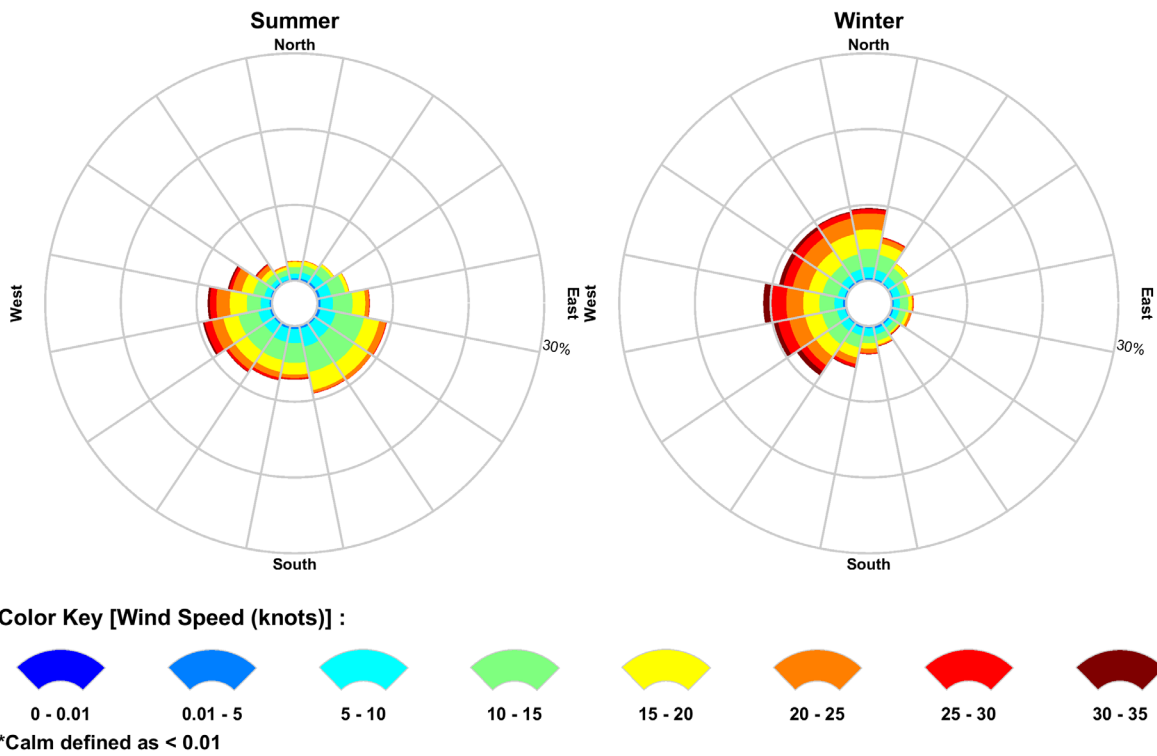 Summer
North
West
East
30%
South
Winter
North
West
East
30%
South
Color Key [Wind Speed (knots)] :
0 - 0.01
0.01 - 5
5 - 10
10 - 15
15 - 20
20 - 25
25 - 30
30 - 35
*Calm defined as < 0.01